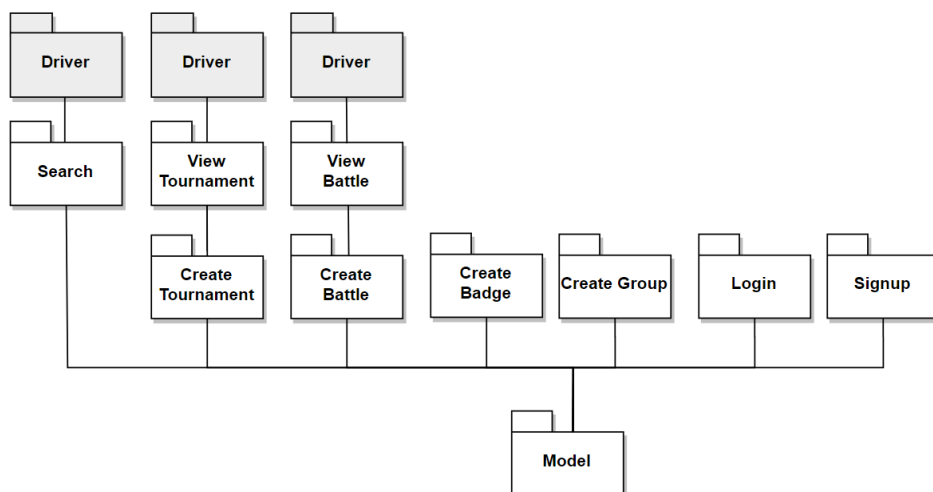 Driver
Driver
Driver
Search
View
Tournament
View
Battle
Create
Tournament
Create
Battle
Create
Badge
Create Group
Login
Signup
Model